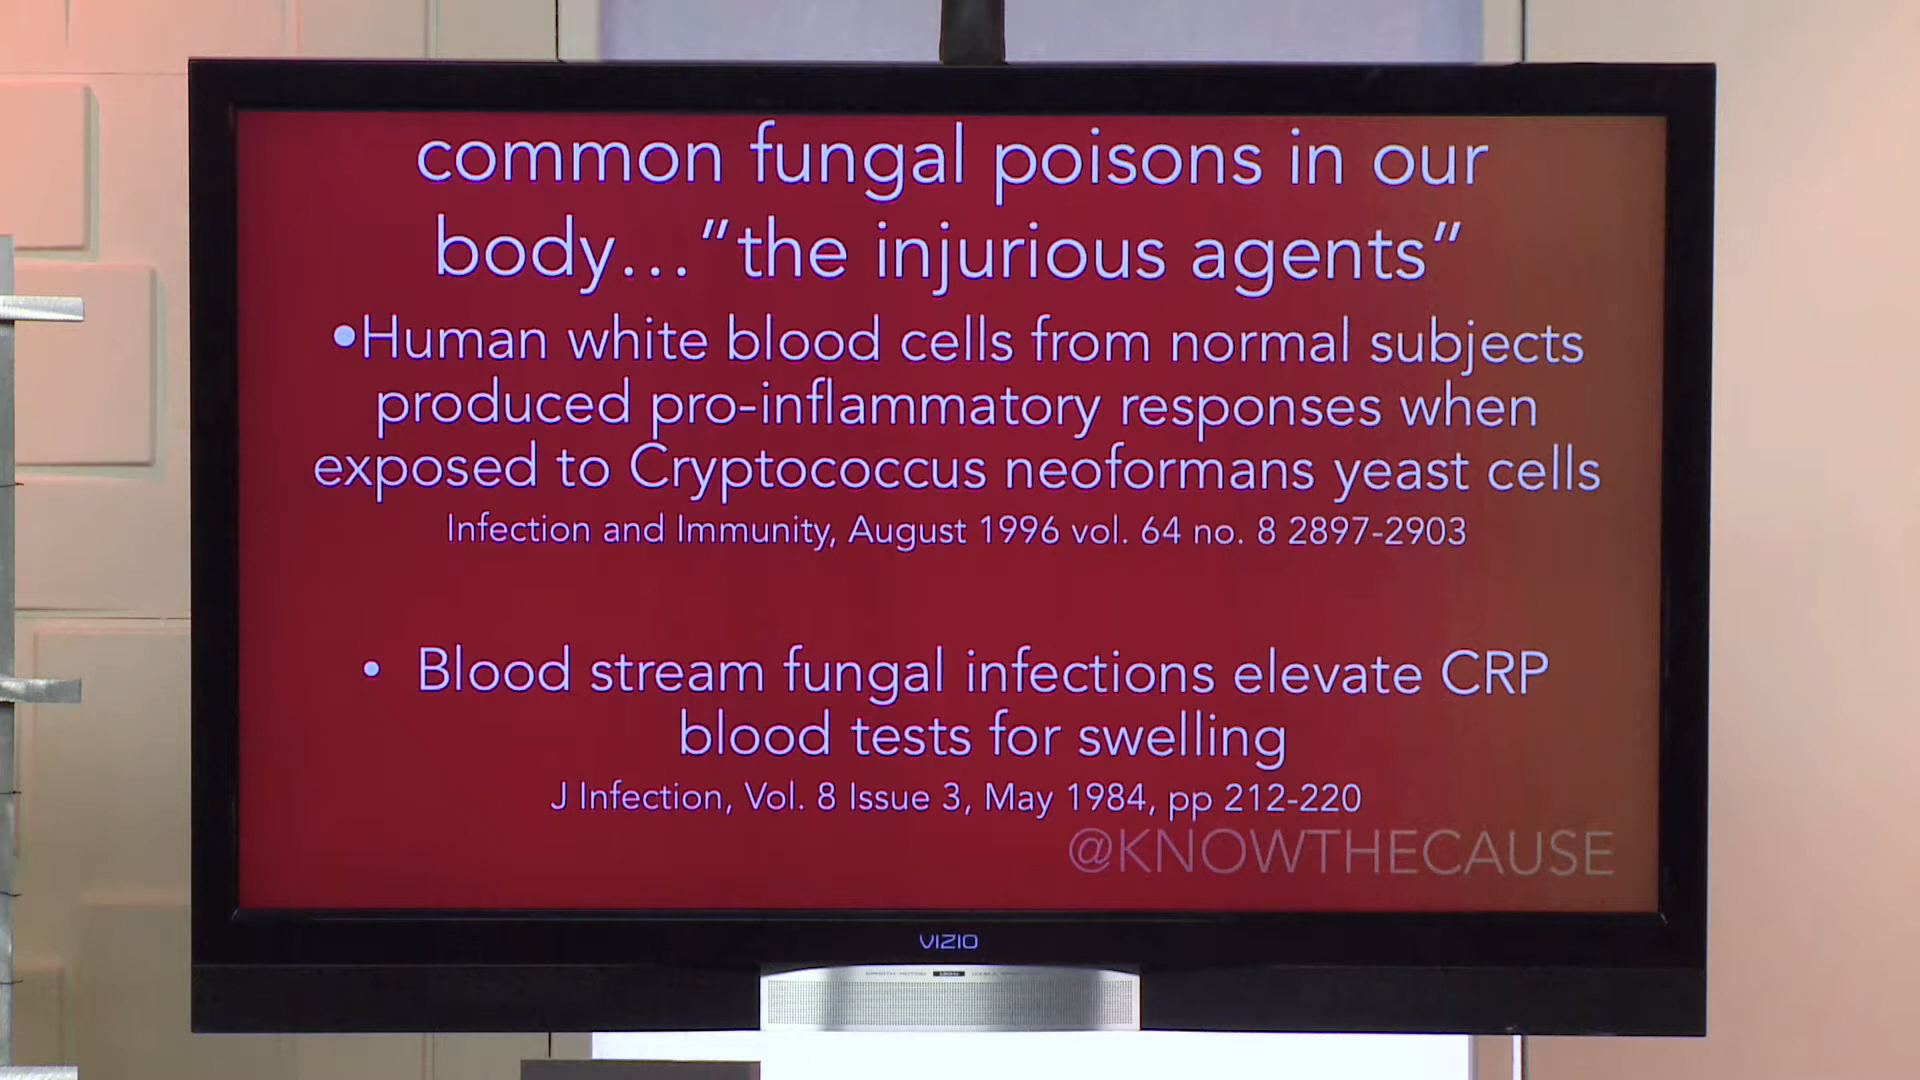 common fungal poisons in our
body..."the injurious agents"
•Human white blood cells from normal subjects
produced pro-inflammatory responses when
exposed to Cryptococcus neoformans yeast cells
Infection and Immunity, August 1996 vol. 64 no. 8 2897-2903
• Blood stream fungal infections elevate CRP
blood tests for swelling
J Infection, Vol. 8 Issue 3, May 1984, pp 212-220
@KNOWTHECAUSE
VIZIO